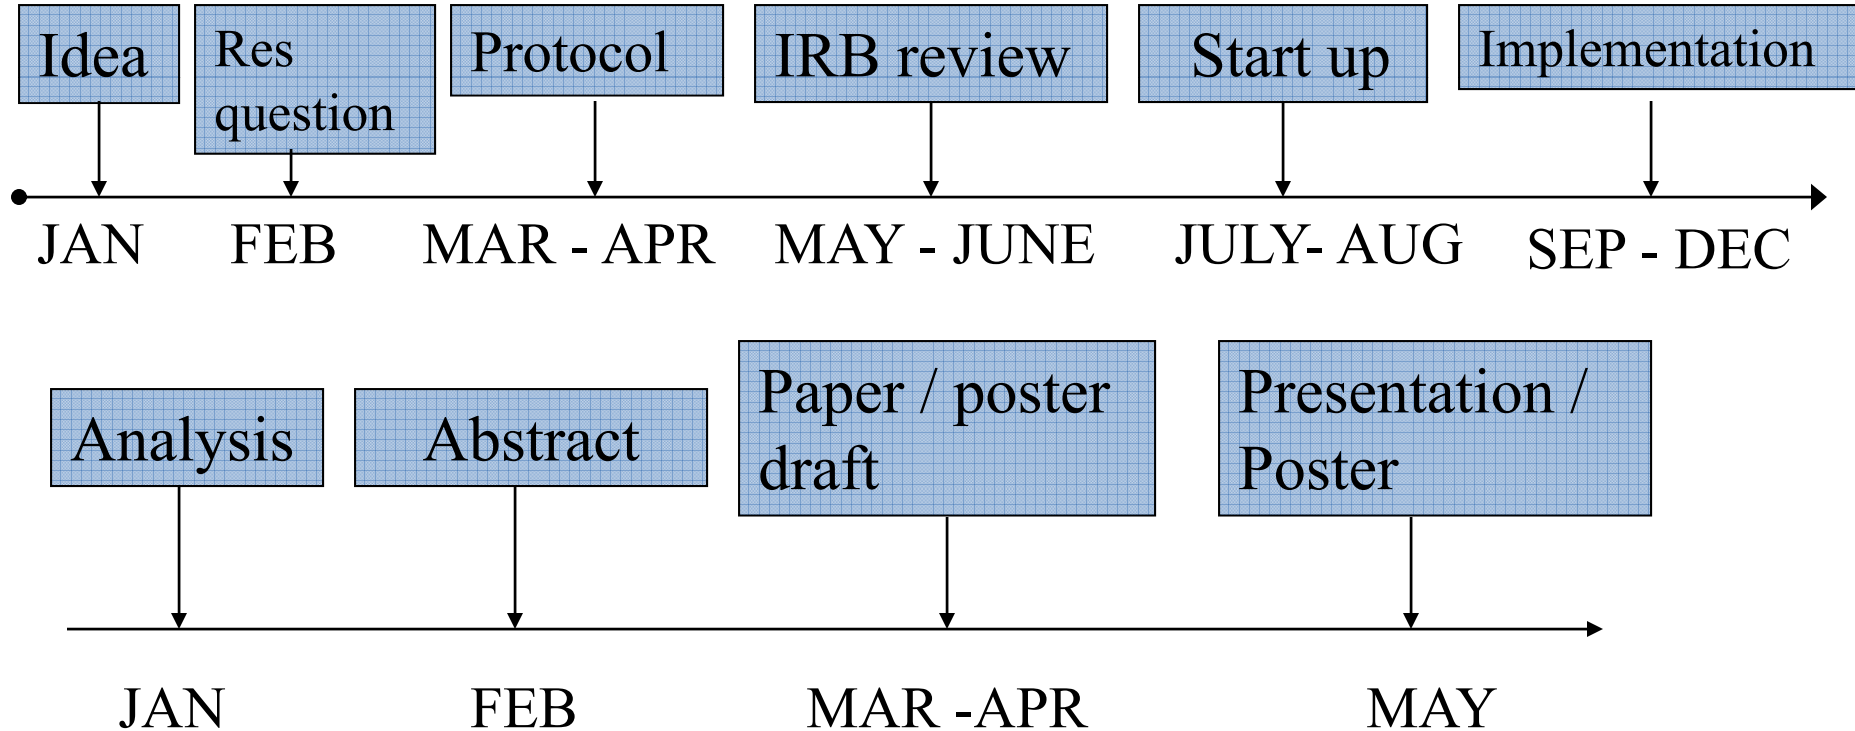 Idea
Res
question
Protocol
IRB review
Start up
Implementation
JAN
FEB
MAR - APR
MAY - JUNE
JULY- AUG
SEP - DEC
Analysis
Abstract
Paper / poster
draft
Presentation /
Poster
JAN
FEB
MAR -APR
MAY